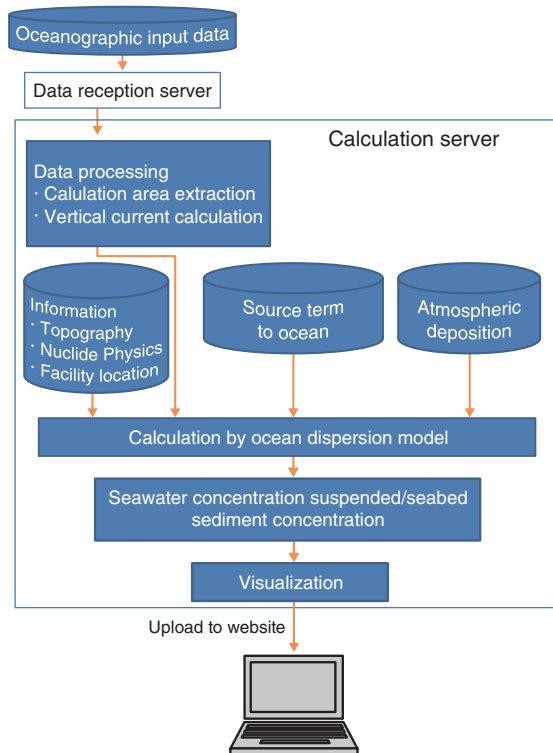 Oceanographic input data
Data reception server
Calculation server
Data processing
· Calulation area extraction
· Vertical current calculation
Information
· Topography
· Nuclide Physics
· Facility location
Source term
to ocean
Atmospheric
deposition
Calculation by ocean dispersion model
Seawater concentration suspended/seabed
sediment concentration
Visualization
Upload to website